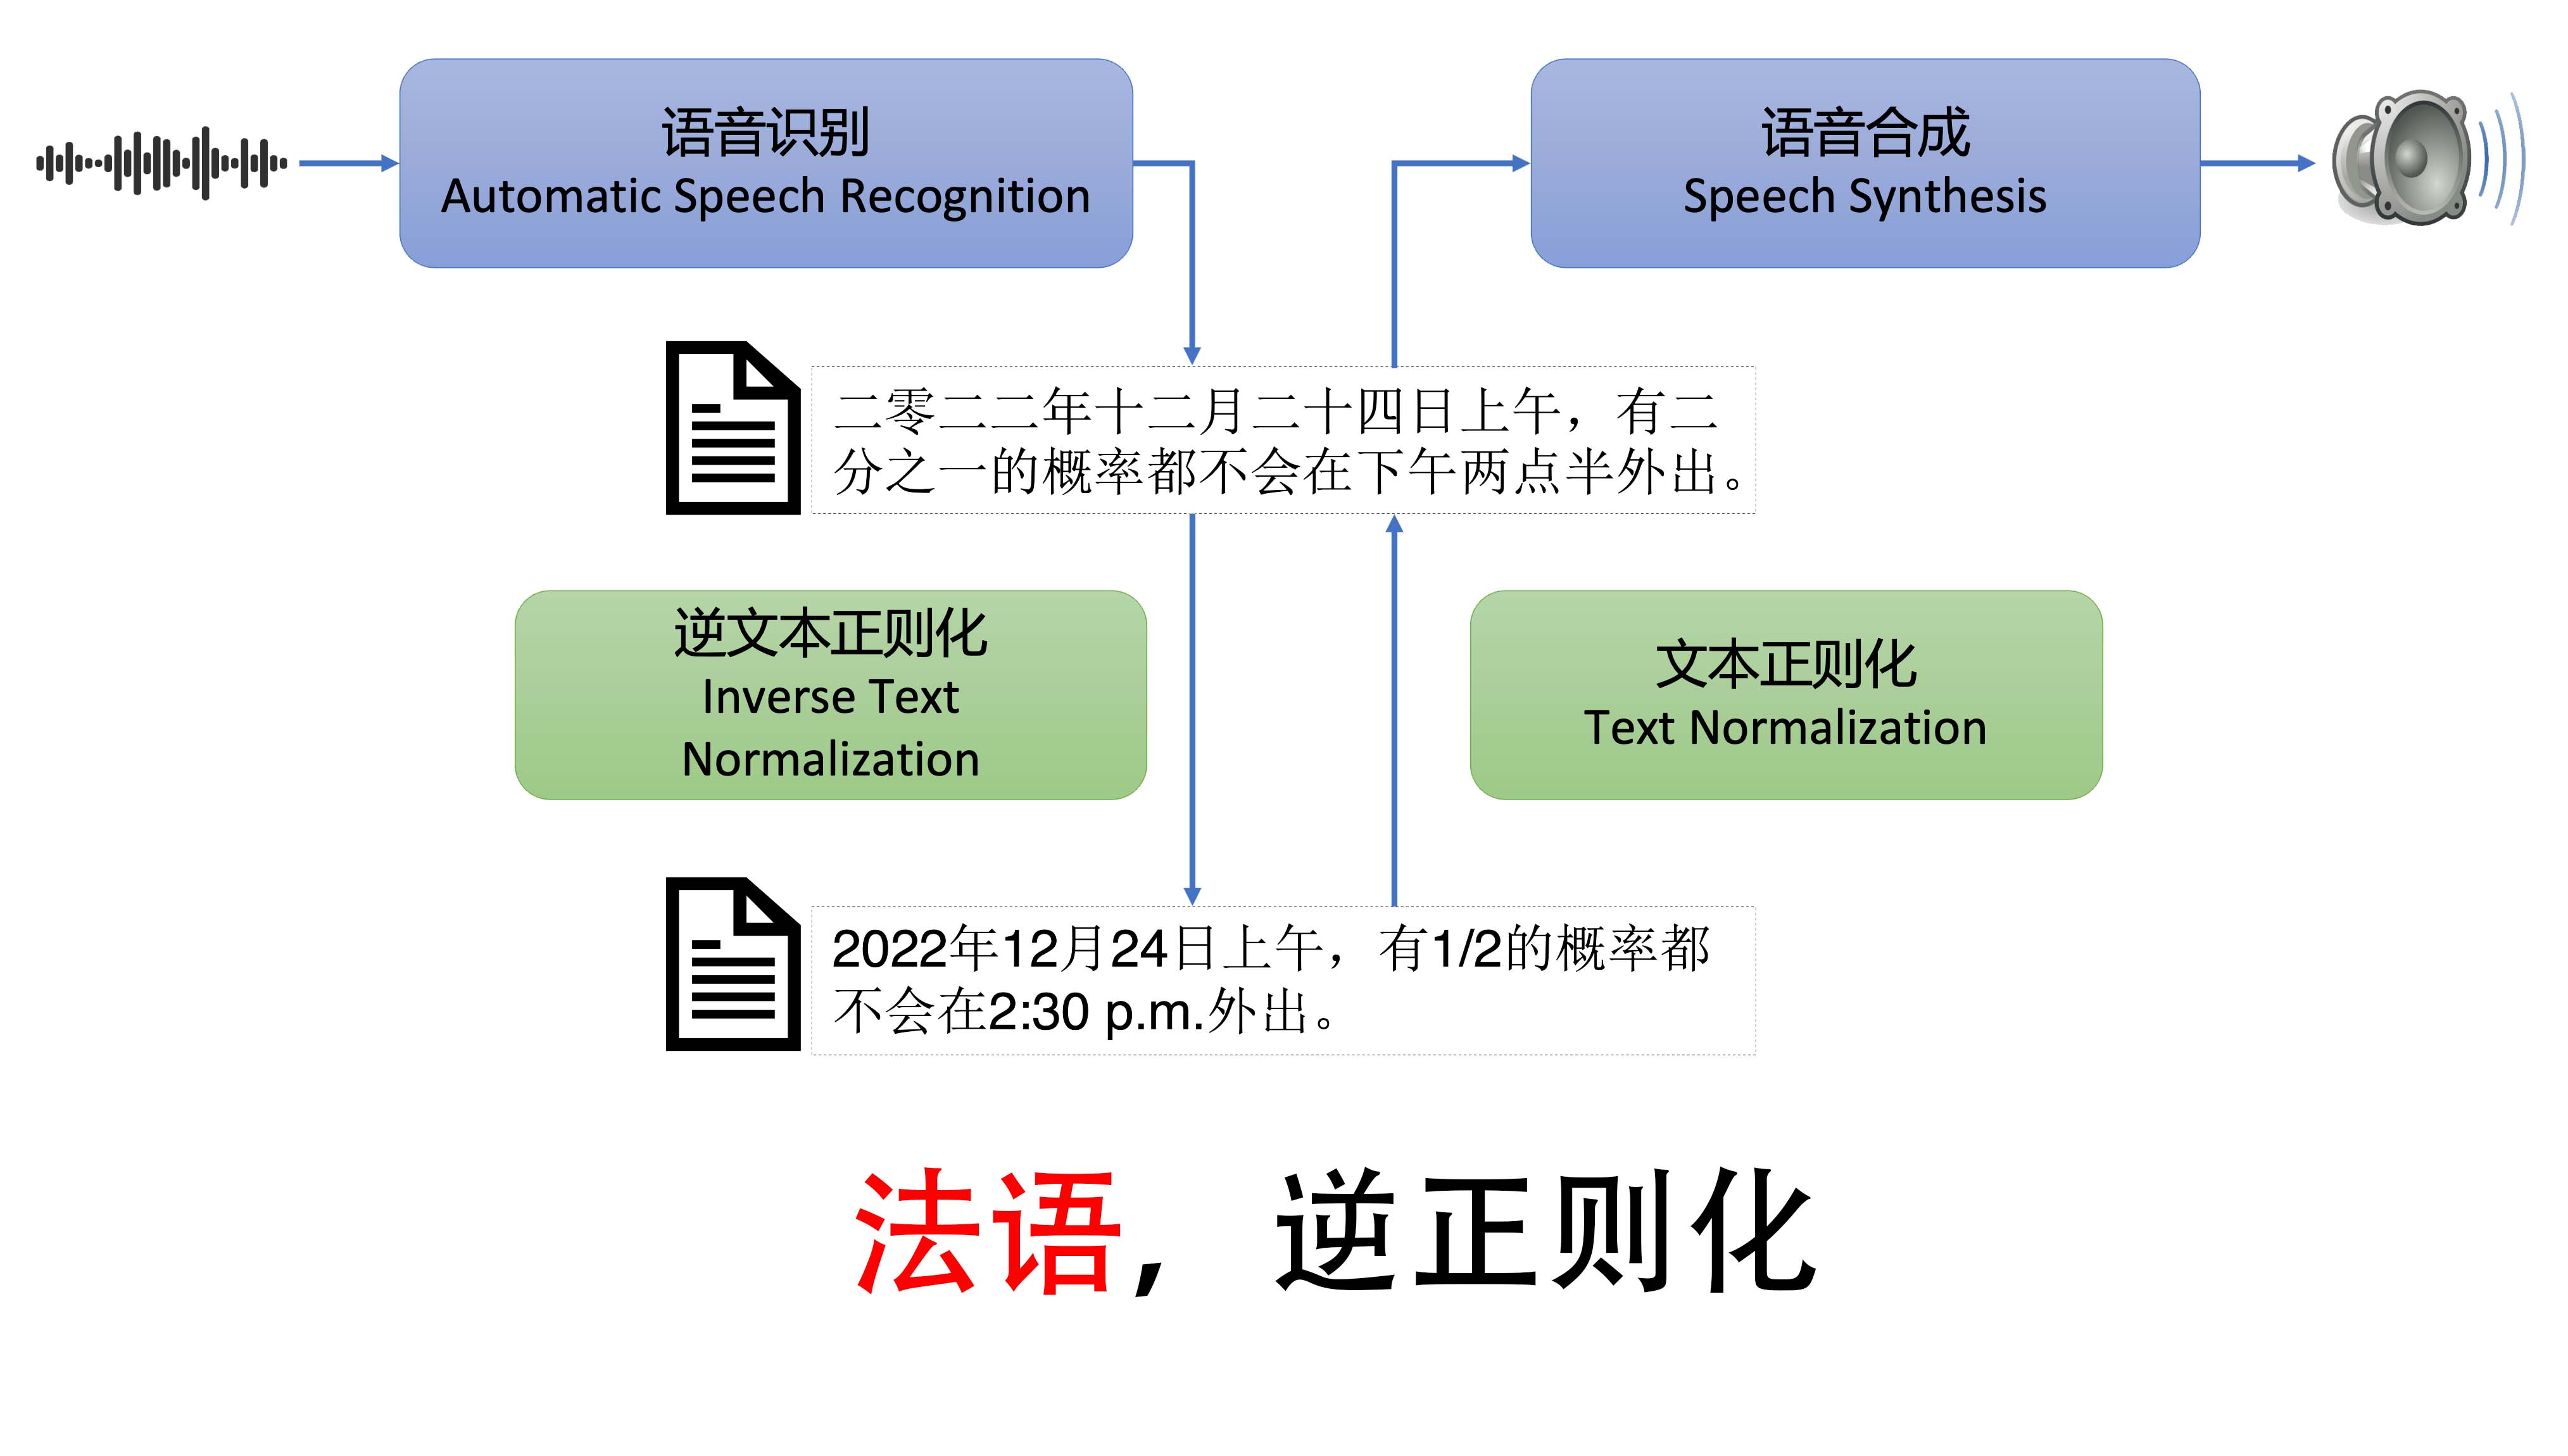 语音识别
Automatic Speech Recognition
语音合成
Speech Synthesis
二零二二年十二月二十四日上午，有二
分之一的概率都不会在下午两点半外出。
逆文本正则化
Inverse Text
Normalization
文本正则化
Text Normalization
2022年12月24日上午，有1/2的概率都
不会在2:30 p.m.外出。
法语，逆正则化